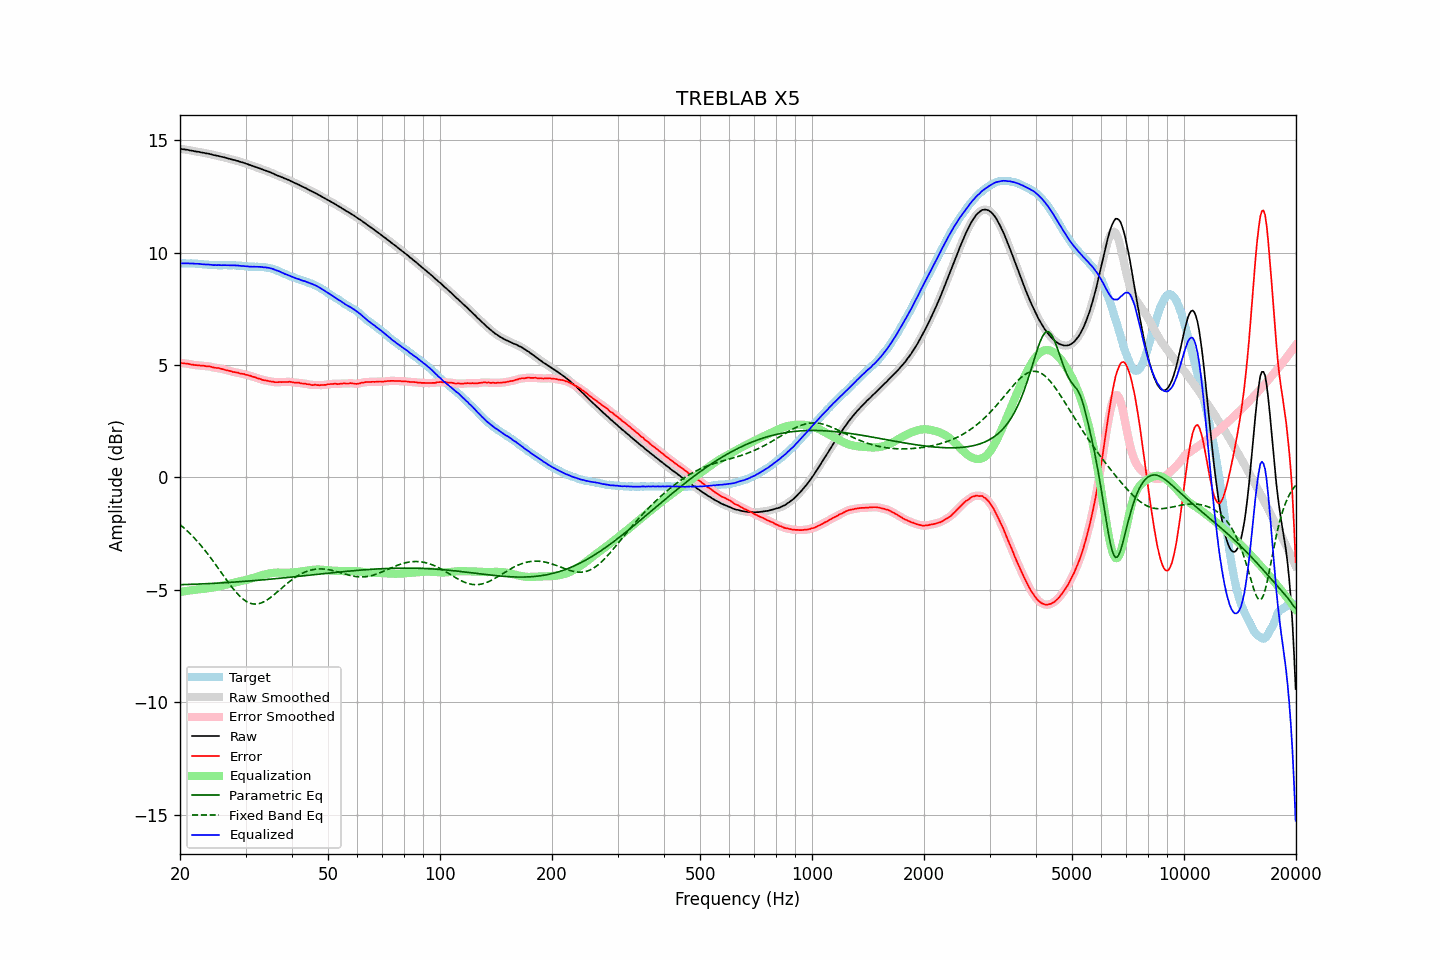 TREBLAB X5
Amplitude (dBr)
15
10
5
0
−5
−10
−15
Target
Raw Smoothed
Error Smoothed
Raw
Error
Equalization
Parametric Eq
Fixed Band Eq
Equalized
20 50 100 200 500 1000 2000 5000 10000 20000
Frequency (Hz)